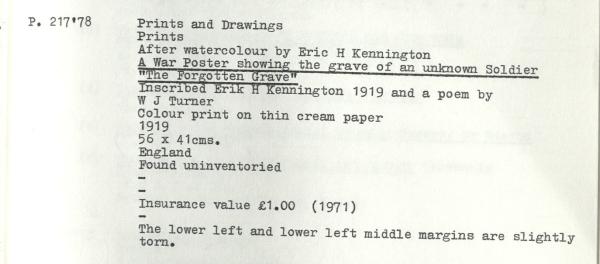 P. 217'78
Prints and Drawings
Prints
After watercolour by Eric H Kennington
A War Poster showing the grave of an unknown Soldier
"The Forgotten Grave"
Inscribed Erik H Kennington 1919 and a poem by
W J Turner
Colour print on thin cream paper
1919
56 x 41cms.
England
Found uninventoried
-
-
Insurance value £1.00 (1971)
-
The lower left and lower left middle margins are slightly
torn.